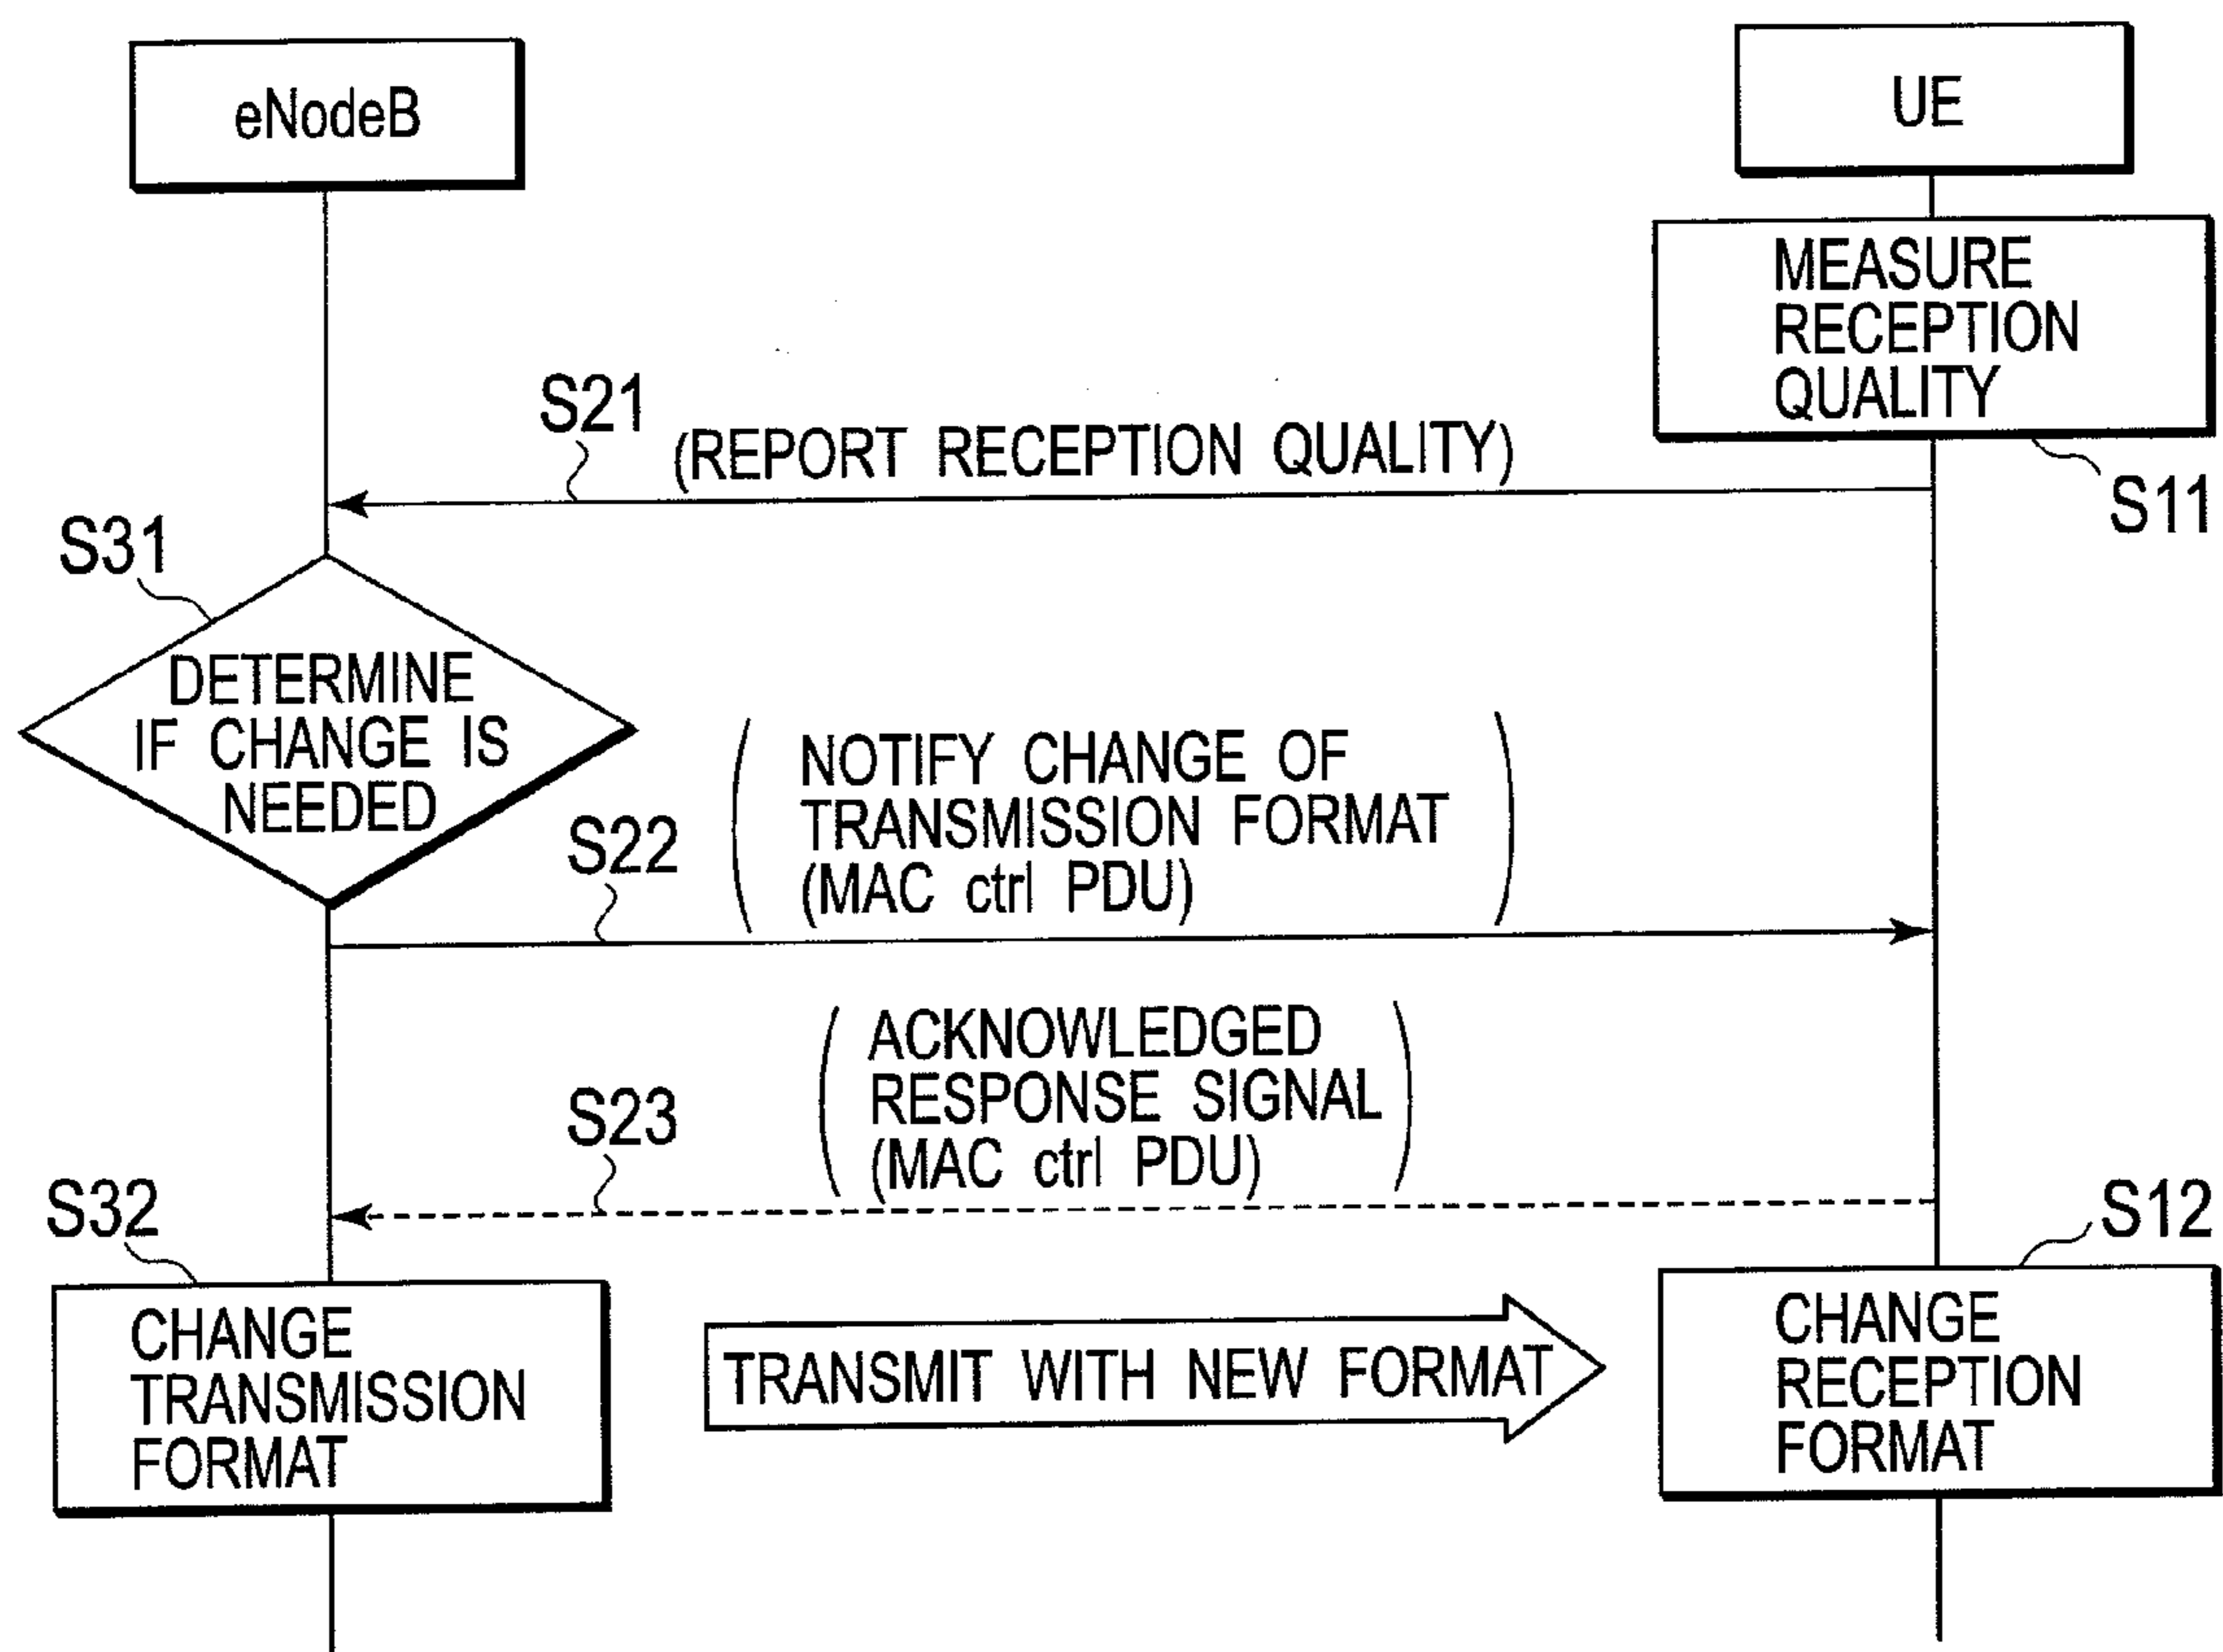 eNodeB
UE
MEASURE
RECEPTION
QUALITY
S11
S21
(REPORT RECEPTION QUALITY)
S31
DETERMINE
IF CHANGE IS
NEEDED
S22
NOTIFY CHANGE OF
TRANSMISSION FORMAT
(MAC ctrl PDU)
S23
ACKNOWLEDGED
RESPONSE SIGNAL
(MAC ctrl PDU)
S32
CHANGE
TRANSMISSION
FORMAT
TRANSMIT WITH NEW FORMAT
S12
CHANGE
RECEPTION
FORMAT